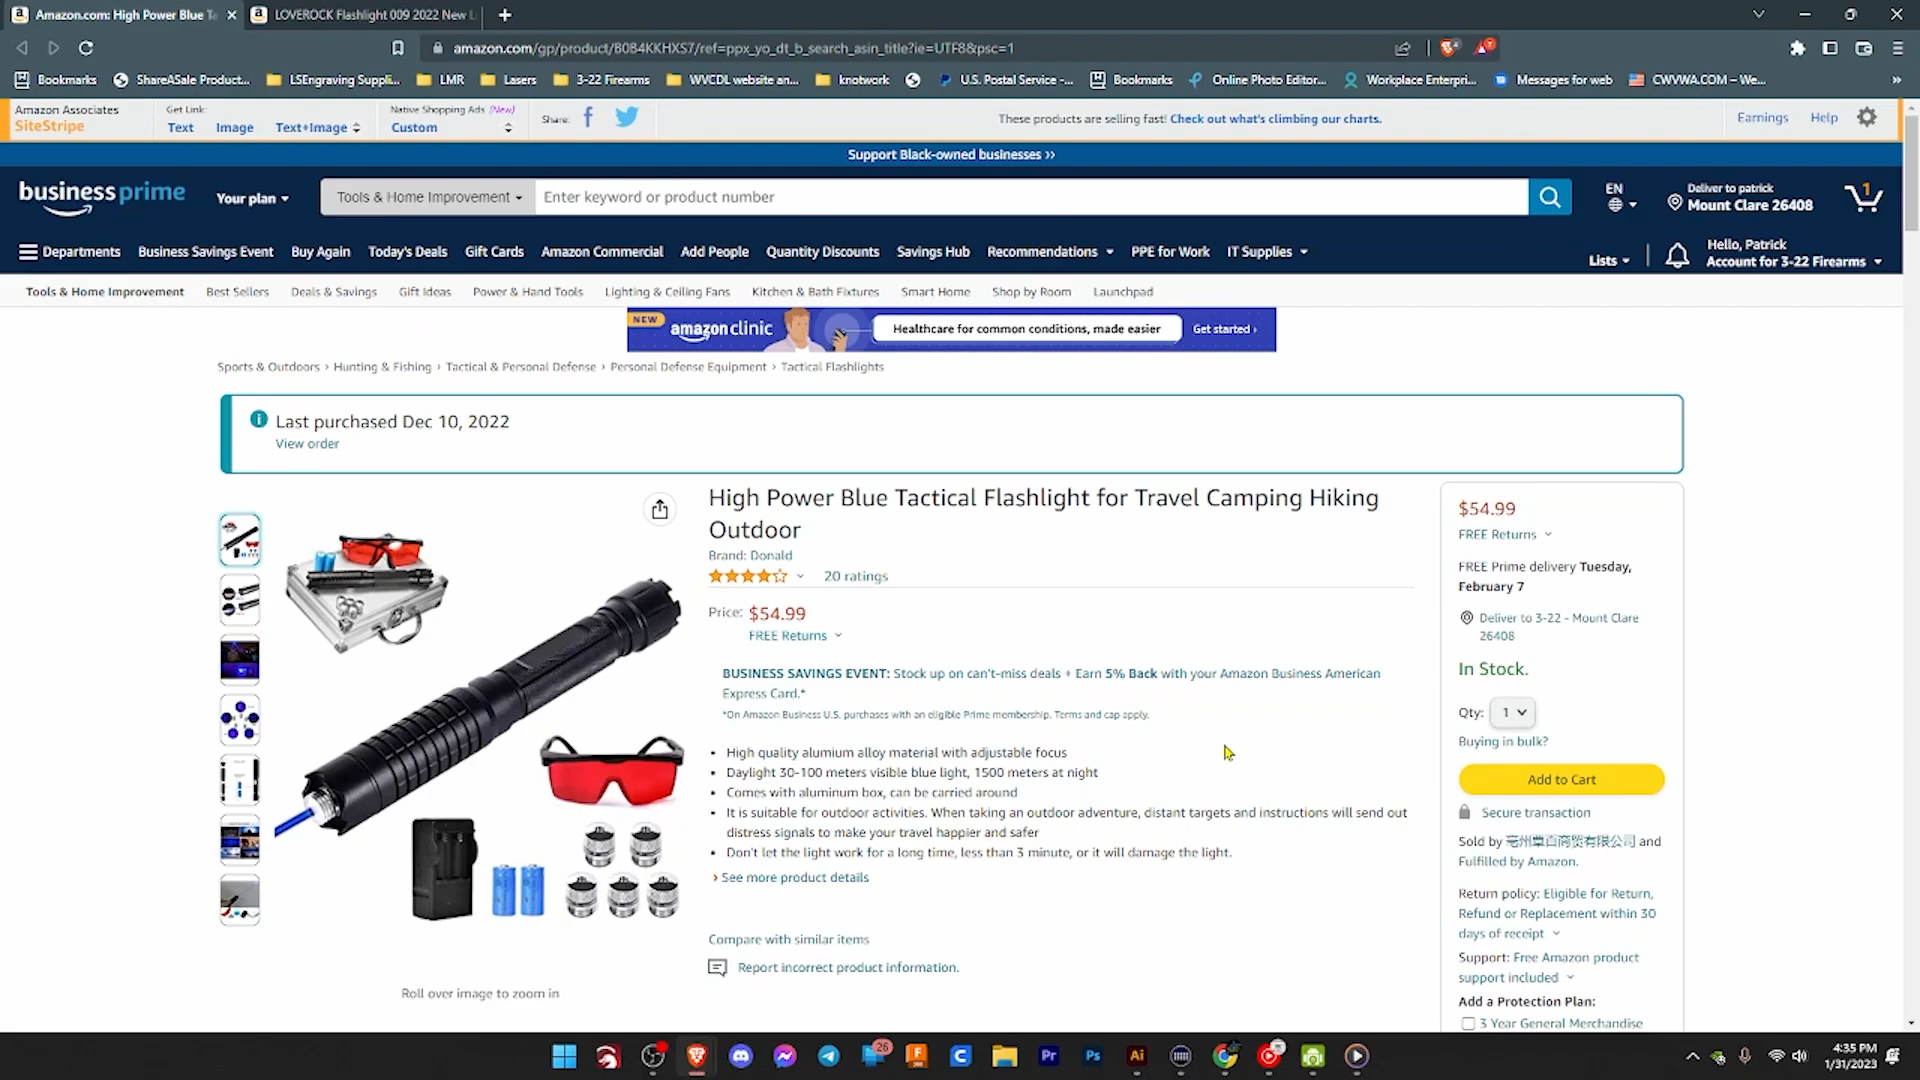 Amazon.com: High Power Blue Ta
LOVEROCK Flashlight 009 2022 New L
amazon.com/gp/product/B0B4KKHXS7/ref=ppx_yo_dt_b_search_asin_title?ie=UTF8&psc=1
Bookmarks
ShareASale Product...
LSEngraving Suppli...
LMR
Lasers
3-22 Firearms
WVCDL website an...
knotwork
U.S. Postal Service -...
Bookmarks
Online Photo Editor...
Workplace Enterpri...
Messages for web
CWVWA.COM – We...
Amazon Associates
SiteStripe
Get Link:
Text
Image
Text+Image
Native Shopping Ads (New)
Custom
Share:
These products are selling fast! Check out what's climbing our charts.
Earnings
Help
Support Black-owned businesses >>
business prime
Your plan
Tools & Home Improvement
Enter keyword or product number
EN
Deliver to patrick
Mount Clare 26408
1
Departments
Business Savings Event
Buy Again
Today's Deals
Gift Cards
Amazon Commercial
Add People
Quantity Discounts
Savings Hub
Recommendations
PPE for Work
IT Supplies
Lists
Hello, Patrick
Account for 3-22 Firearms
Tools & Home Improvement
Best Sellers
Deals & Savings
Gift Ideas
Power & Hand Tools
Lighting & Ceiling Fans
Kitchen & Bath Fixtures
Smart Home
Shop by Room
Launchpad
NEW
amazon clinic
Healthcare for common conditions, made easier
Get started ›
Sports & Outdoors › Hunting & Fishing › Tactical & Personal Defense › Personal Defense Equipment › Tactical Flashlights
Last purchased Dec 10, 2022
View order
High Power Blue Tactical Flashlight for Travel Camping Hiking
Outdoor
Brand: Donald
20 ratings
Price: $54.99
FREE Returns
BUSINESS SAVINGS EVENT: Stock up on can't-miss deals + Earn 5% Back with your Amazon Business American
Express Card.*
*On Amazon Business U.S. purchases with an eligible Prime membership. Terms and cap apply.
• High quality alumium alloy material with adjustable focus
• Daylight 30-100 meters visible blue light, 1500 meters at night
• Comes with aluminum box, can be carried around
• It is suitable for outdoor activities. When taking an outdoor adventure, distant targets and instructions will send out
distress signals to make your travel happier and safer
• Don't let the light work for a long time, less than 3 minute, or it will damage the light.
› See more product details
Compare with similar items
Report incorrect product information.
Roll over image to zoom in
$54.99
FREE Returns
FREE Prime delivery Tuesday,
February 7
Deliver to 3-22 - Mount Clare
26408
In Stock.
Qty: 1
Buying in bulk?
Add to Cart
Secure transaction
Sold by 亳州草百商贸有限公司 and
Fulfilled by Amazon.
Return policy: Eligible for Return,
Refund or Replacement within 30
days of receipt
Support: Free Amazon product
support included
Add a Protection Plan:
3 Year General Merchandise
26
Pr
Ps
Ai
4:35 PM
1/31/2023